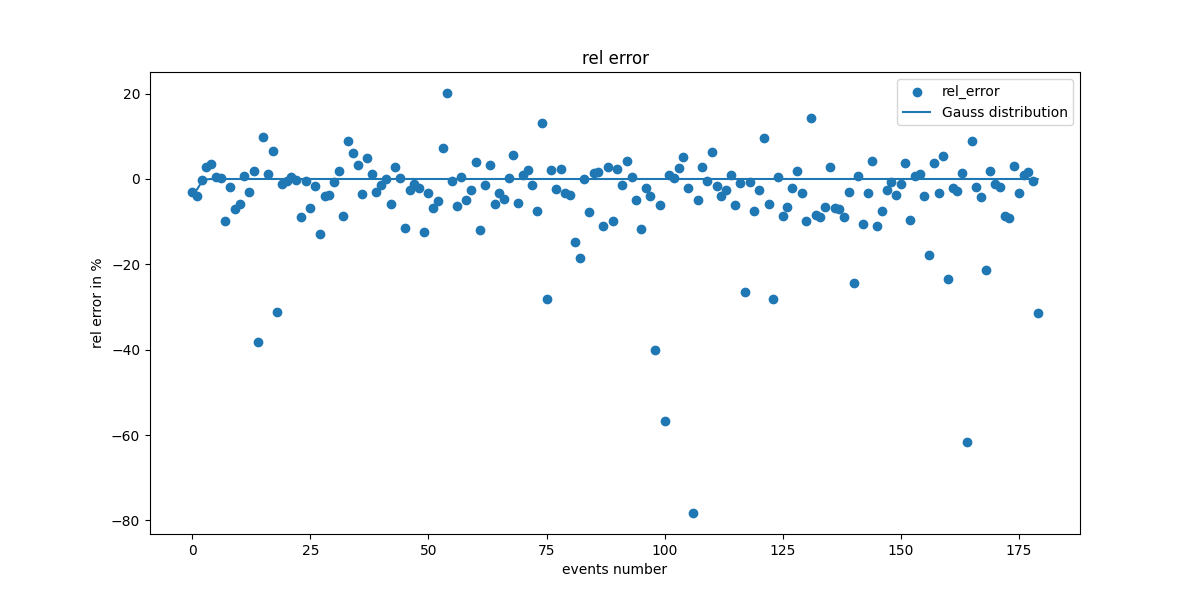 rel error
rel_error
Gauss distribution
rel error in %
20
0
−20
−40
−60
−80
0 25 50 75 100 125 150 175
events number